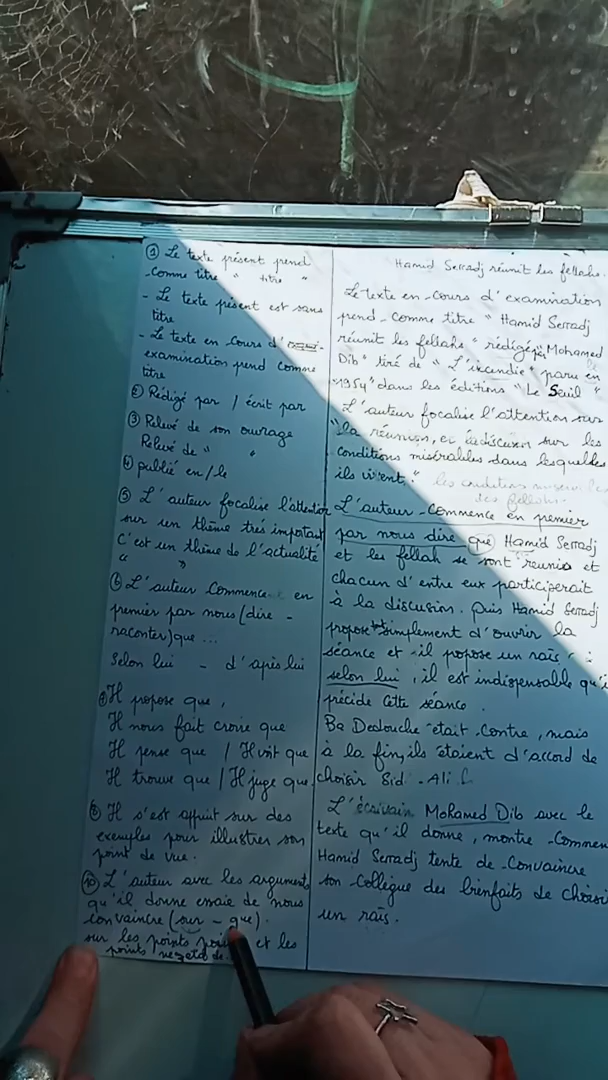 ① Le texte présent prend
comme titre " titre "
- Le texte présent est sans
titre
- Le texte en cours d'
examination prend comme
titre
② Rédigé par / écrit par
③ Relevé de son ouvrage
Relevé de " "
④ publié en / le
⑤ L'auteur focalise l'attention
sur un thème trés important
C'est un thème de l'actualité
" "
⑥ L'auteur Commence en
premier par nous (dire -
raconter) que ...
Selon lui - d'après lui
Il propose que,
Il nous fait croire que
Il pense que / Il voit que
Il trouve que / Il juge que
⑧ Il s'est appuit sur des
exemples pour illustrer son
point de vue.
⑩ L'auteur avec les arguments
qu'il donne essaie de nous
convaincre (sur - que).
sur les points et les
points
Hamid Serradj réunit les fellahs.
Le texte en cours d'examination
prend comme titre " Hamid Serradj
réunit les fellahs " rédigé par Mohamed
Dib" tiré de " L'incendie" paru en
"1954" dans les éditions "Le Seuil "
L'auteur focalise l'attention sur
"la réunion, et sur les
conditions misérables dans lesquelles
ils vivent."
L'auteur Commence en premier
par nous dire que Hamid Serradj
et les fellah se sont reunis et
chacun d'entre eux participerait
à la discusion. Puis Hamid Serradj
propose simplement d'ouvrir la
séance et il propose un raïs
selon lui, il est indispensable qu'i
précide Cette séance.
Ba Dedouche était Contre, mais
à la fin, ils étaient d'accord de
choisir Sid Ali
L'écrivain Mohamed Dib avec le
texte qu'il donne, montre Commen
Hamid Serradj tente de Convaincre
son Collègue des bienfaits de Choisi
un raïs.